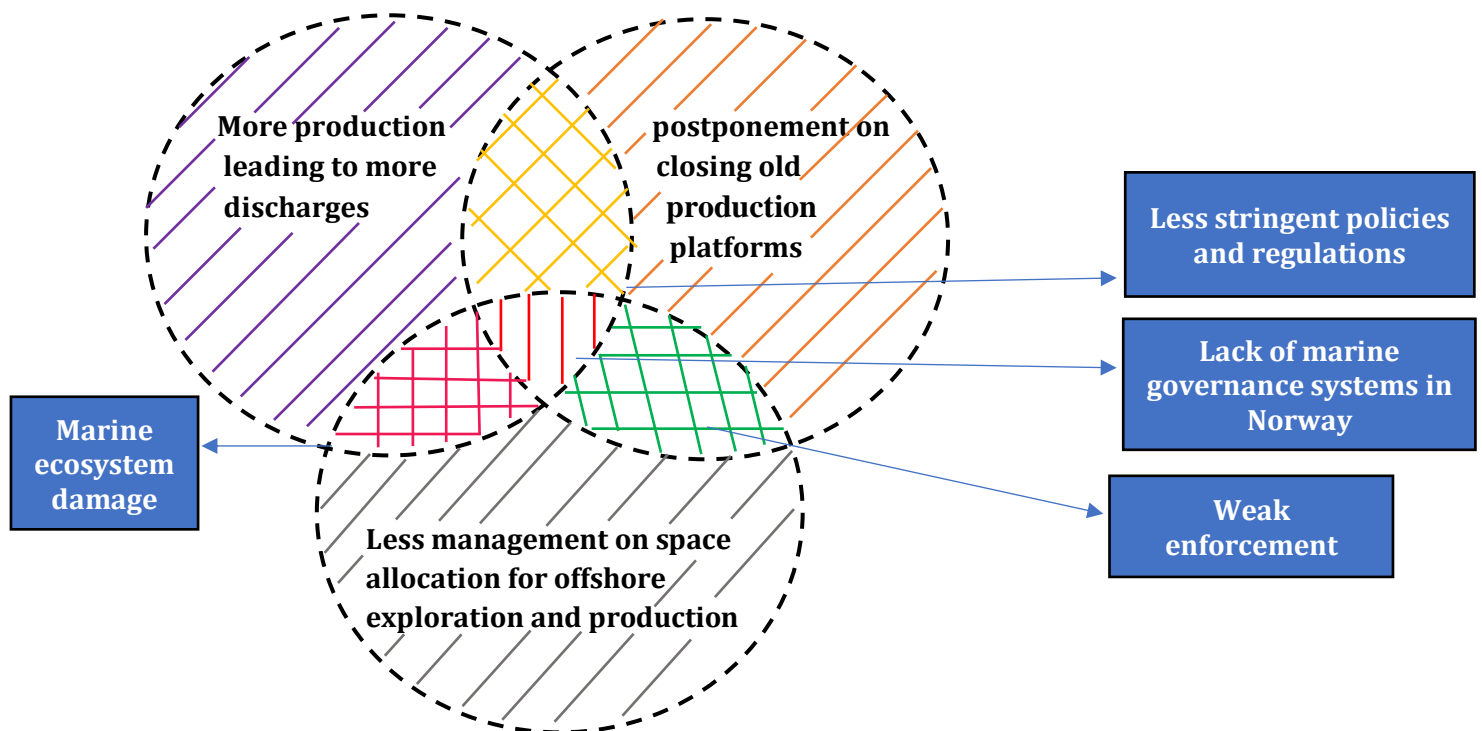 More production
leading to more
discharges
postponement on
closing old
production
platforms
Less stringent policies
and regulations
Lack of marine
governance systems in
Norway
Marine
ecosystem
damage
Weak
enforcement
Less management on space
allocation for offshore
exploration and production